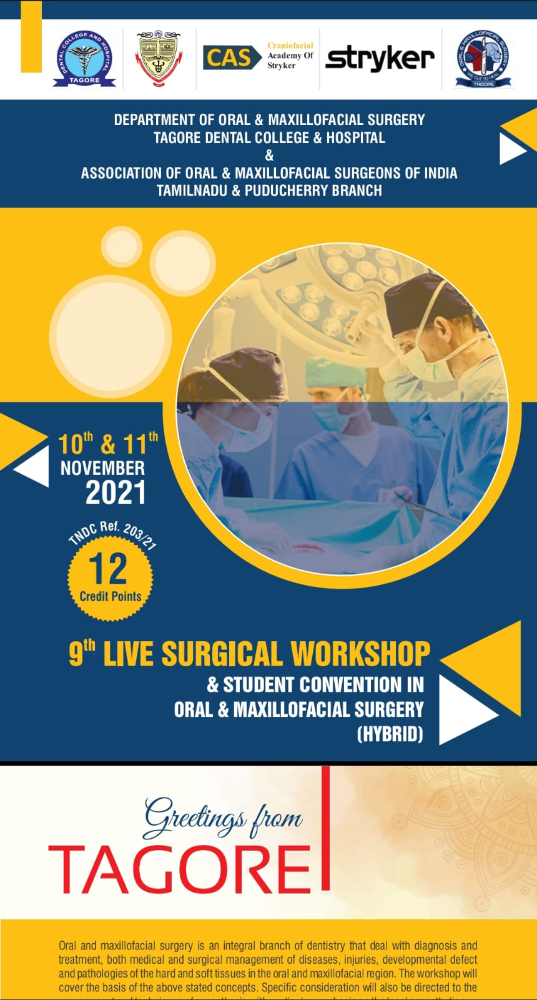 DENTAL COLLEGE AND HOSPITAL
TAGORE
CAS
Craniofacial
Academy Of
Stryker
stryker
ORAL & MAXILLOFACIAL SURGERY
WE CUT TO HEAL
TAGORE
DEPARTMENT OF ORAL & MAXILLOFACIAL SURGERY
TAGORE DENTAL COLLEGE & HOSPITAL
&
ASSOCIATION OF ORAL & MAXILLOFACIAL SURGEONS OF INDIA
TAMILNADU & PUDUCHERRY BRANCH
10th & 11th
NOVEMBER
2021
TNDC Ref. 203/21
12
Credit Points
9th LIVE SURGICAL WORKSHOP
& STUDENT CONVENTION IN
ORAL & MAXILLOFACIAL SURGERY
(HYBRID)
Greetings from
TAGORE
Oral and maxillofacial surgery is an integral branch of dentistry that deal with diagnosis and
treatment, both medical and surgical management of diseases, injuries, developmental defect
and pathologies of the hard and soft tissues in the oral and maxillofacial region. The workshop will
cover the basis of the above stated concepts. Specific consideration will also be directed to the